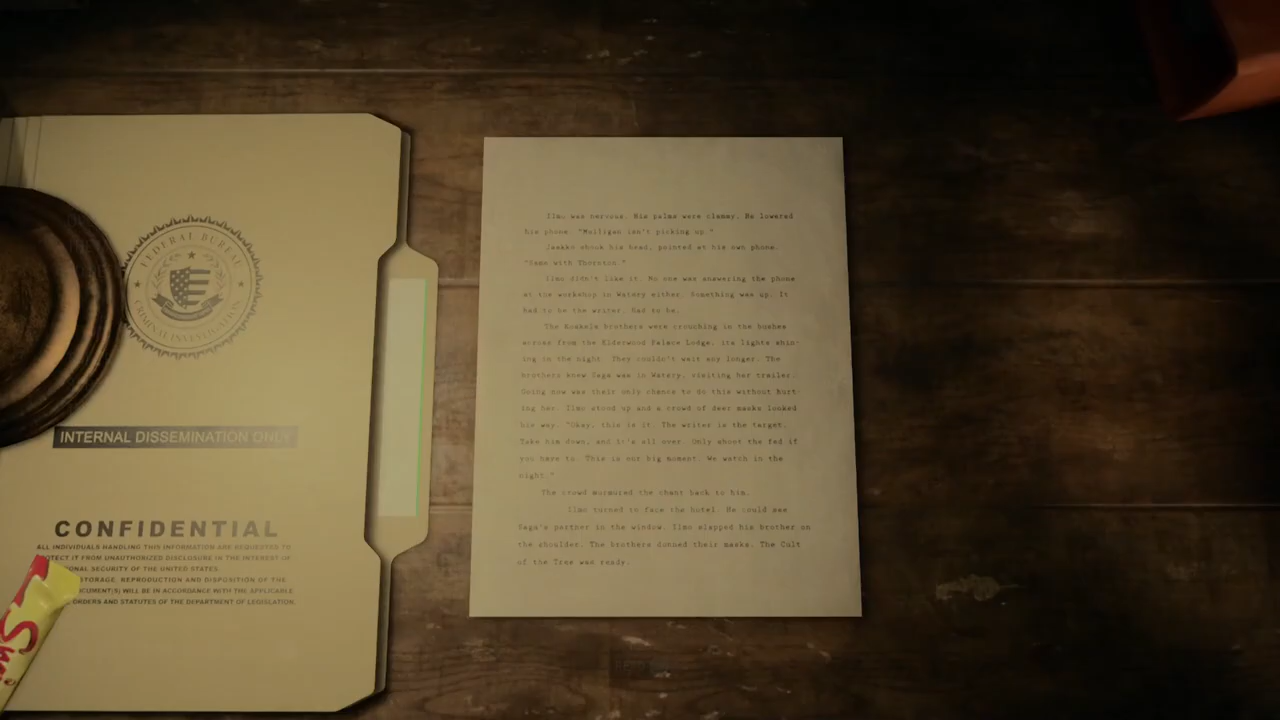 FEDERAL BUREAU
CRIMINAL INVESTIGATION
INTERNAL DISSEMINATION ONLY
CONFIDENTIAL
ALL INDIVIDUALS HANDLING THIS INFORMATION ARE REQUESTED TO
OTECT IT FROM UNAUTHORIZED DISCLOSURE IN THE INTEREST OF
ONAL SECURITY OF THE UNITED STATES.
STORAGE, REPRODUCTION AND DISPOSITION OF THE
OCUMENT(S) WILL BE IN ACCORDANCE WITH THE APPLICABLE
ORDERS AND STATUTES OF THE DEPARTMENT OF LEGISLATION.
Ilmo was nervous. His palms were clammy. He lowered
his phone. "Mulligan isn't picking up."
Jaakko shook his head, pointed at his own phone.
"Same with Thornton."
Ilmo didn't like it. No one was answering the phone
at the workshop in Watery either. Something was up. It
had to be the writer. Had to be.
The Koskela brothers were crouching in the bushes
across from the Elderwood Palace Lodge, its lights shin-
ing in the night. They couldn't wait any longer. The
brothers knew Saga was in Watery, visiting her trailer.
Going now was their only chance to do this without hurt-
ing her. Ilmo stood up and a crowd of deer masks looked
his way. "Okay, this is it. The writer is the target.
Take him down, and it's all over. Only shoot the fed if
you have to. This is our big moment. We watch in the
night."
The crowd murmured the chant back to him.
Ilmo turned to face the hotel. He could see
Saga's partner in the window. Ilmo slapped his brother on
the shoulder. The brothers donned their masks. The Cult
of the Tree was ready.